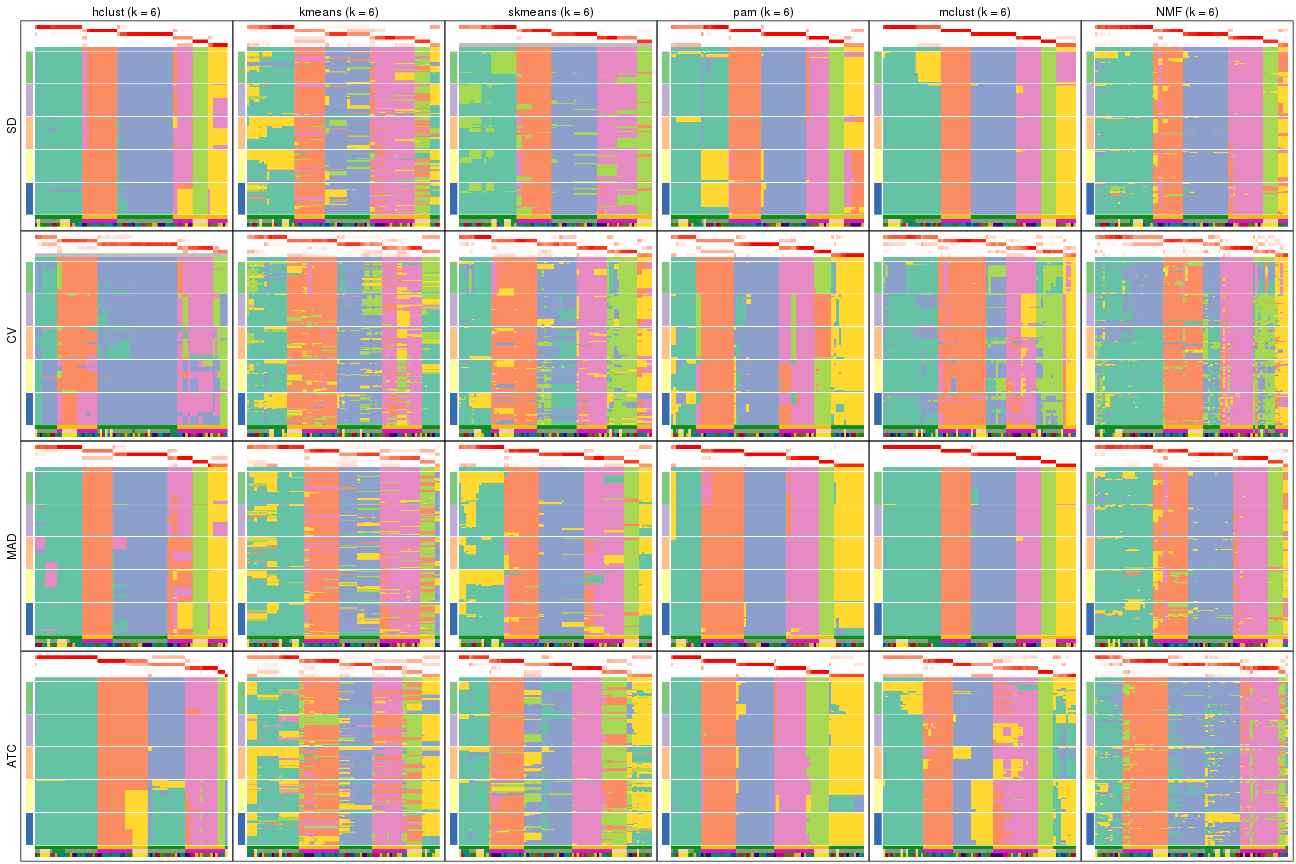 hclust (k = 6)
kmeans (k = 6)
skmeans (k = 6)
pam (k = 6)
mclust (k = 6)
NMF (k = 6)
SD
CV
MAD
ATC